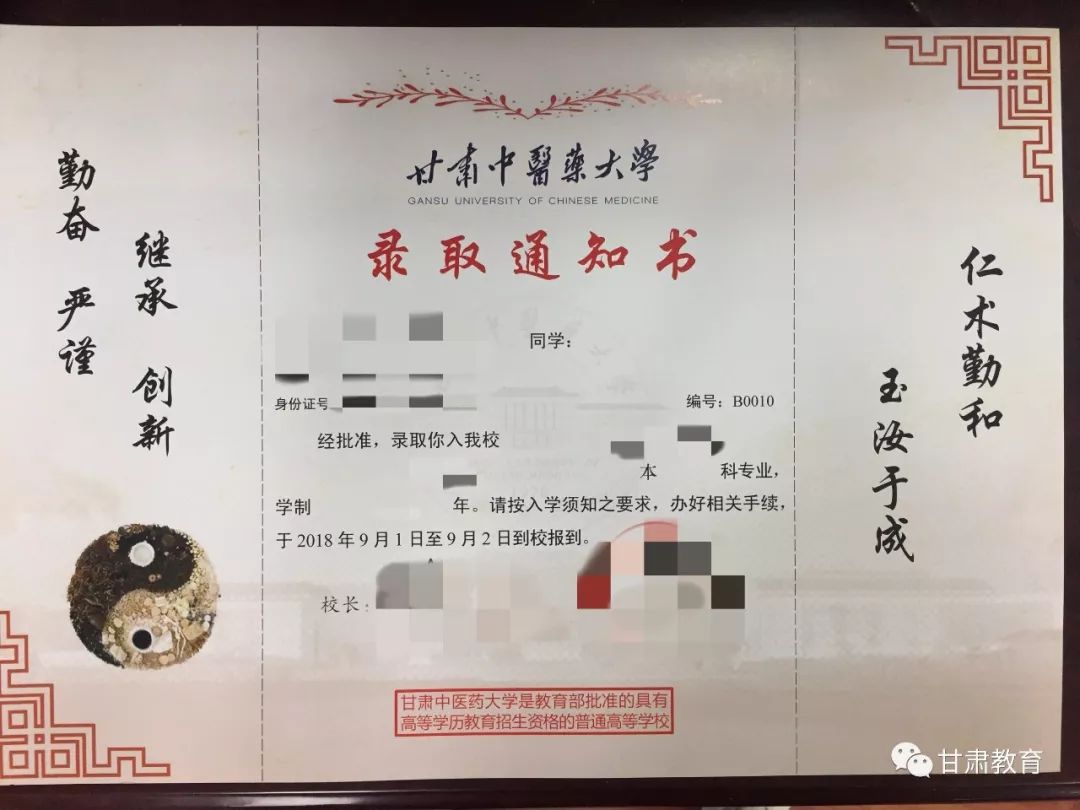 勤奋 严谨
继承 创新
甘肃中醫藥大學
GANSU UNIVERSITY OF CHINESE MEDICINE
录取通知书
同学：
身份证号
编号：B0010
经批准，录取你入我校
本 科专业，
学制 年。请按入学须知之要求，办好相关手续，
于 2018 年 9 月 1 日至 9 月 2 日到校报到。
校长：
甘肃中医药大学是教育部批准的具有
高等学历教育招生资格的普通高等学校
仁术勤和
玉汝于成
甘肃教育